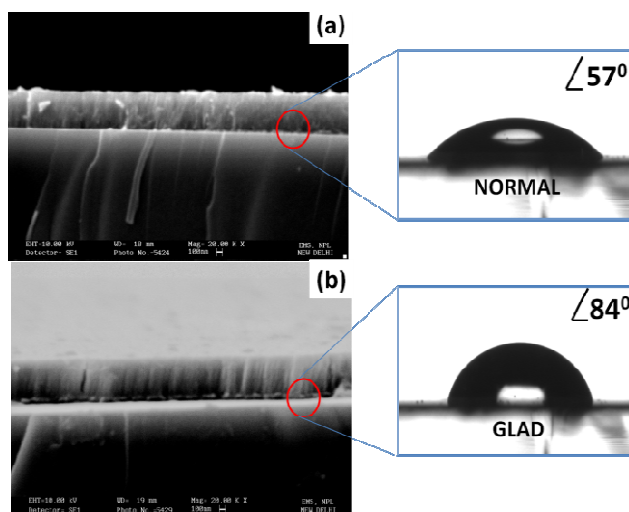 (a)
∠57⁰
NORMAL
EHT=10.00 kV WD= 18 mm Mag= 20.00 K X EMS, NPL
Detector= SE1 Photo No.=5424 100nm NEW DELHI
(b)
∠84⁰
GLAD
EHT=10.00 kV WD= 19 mm Mag= 20.00 K X EMS, NPL
Detector= SE1 Photo No.=5429 100nm NEW DELHI